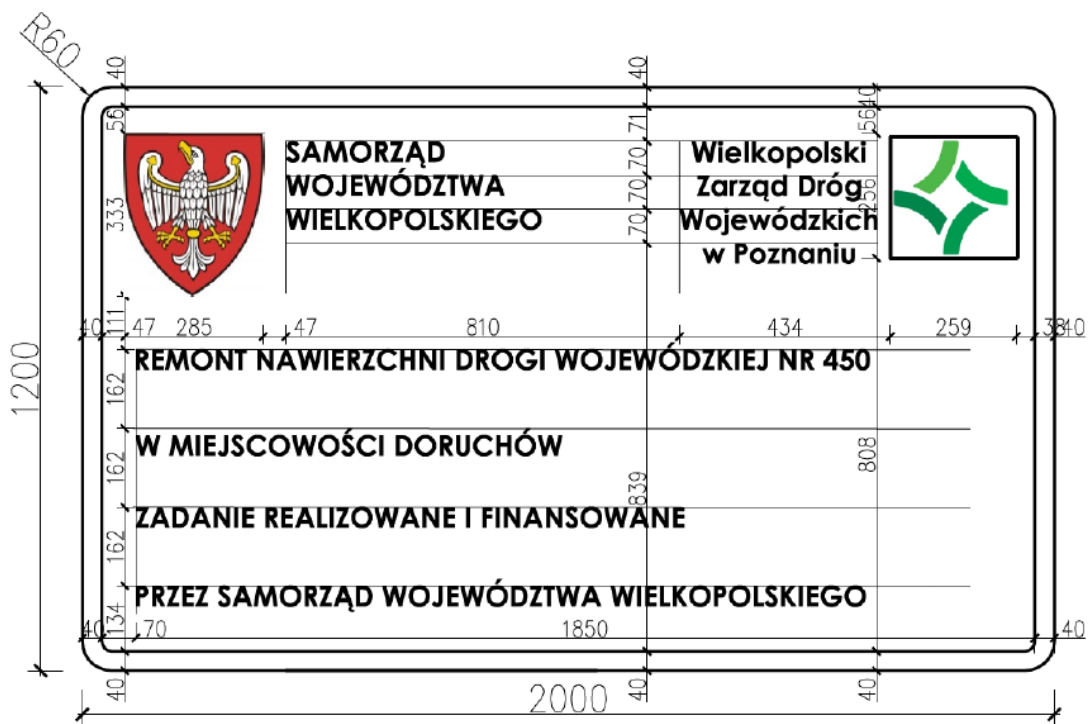 R60
40
40
56
71
56
40
SAMORZĄD
WOJEWÓDZTWA
WIELKOPOLSKIEGO
Wielkopolski
Zarząd Dróg
Wojewódzkich
w Poznaniu
333
70
70
70
256
111
40 47 285 47 810 434 259 38 40
1200
REMONT NAWIERZCHNI DROGI WOJEWÓDZKIEJ NR 450
162
W MIEJSCOWOŚCI DORUCHÓW
162
839
808
ZADANIE REALIZOWANE I FINANSOWANE
162
PRZEZ SAMORZĄD WOJEWÓDZTWA WIELKOPOLSKIEGO
134
40 70 1850 40
40
40
40
2000